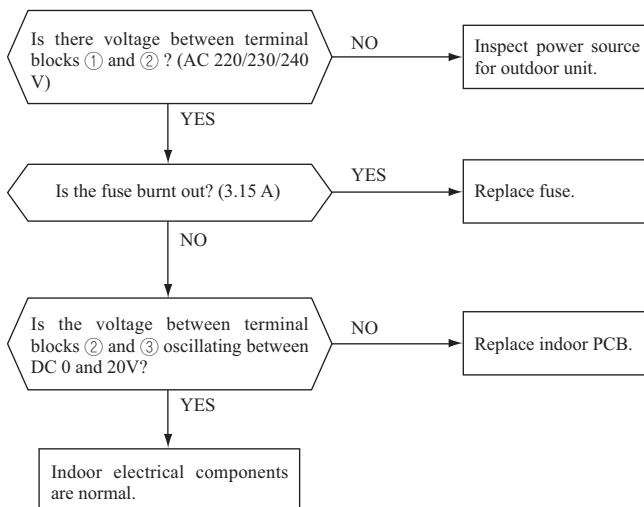 Is there voltage between terminal
blocks ① and ② ? (AC 220/230/240
V)
NO
Inspect power source
for outdoor unit.
YES
Is the fuse burnt out? (3.15 A)
YES
Replace fuse.
NO
Is the voltage between terminal
blocks ② and ③ oscillating between
DC 0 and 20V?
NO
Replace indoor PCB.
YES
Indoor electrical components
are normal.